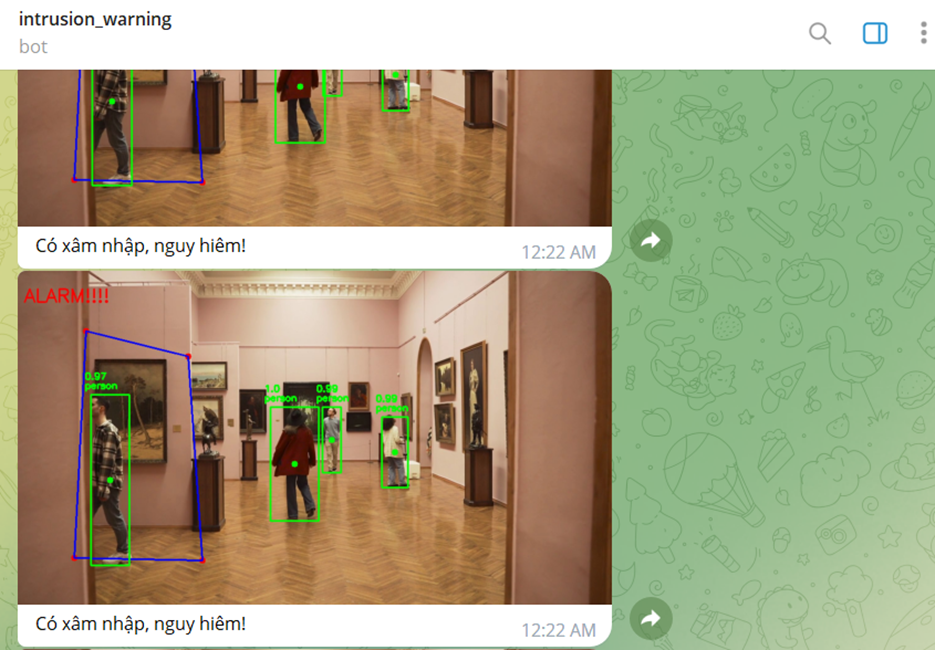 intrusion_warning
bot
Có xâm nhập, nguy hiêm!
12:22 AM
ALARM!!!!
0.97
person
1.0
person
0.99
person
0.99
person
Có xâm nhập, nguy hiêm!
12:22 AM